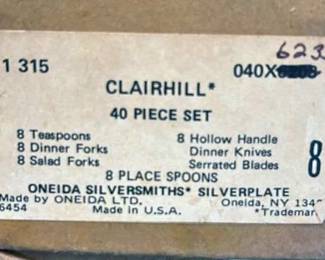 623
1 315 040X
CLAIRHILL*
40 PIECE SET
8 Teaspoons 8 Hollow Handle
8 Dinner Forks Dinner Knives
8 Salad Forks Serrated Blades 8
8 PLACE SPOONS
ONEIDA SILVERSMITHS* SILVERPLATE
Made by ONEIDA LTD. Oneida, NY 134
6454 Made in U.S.A. *Trademar